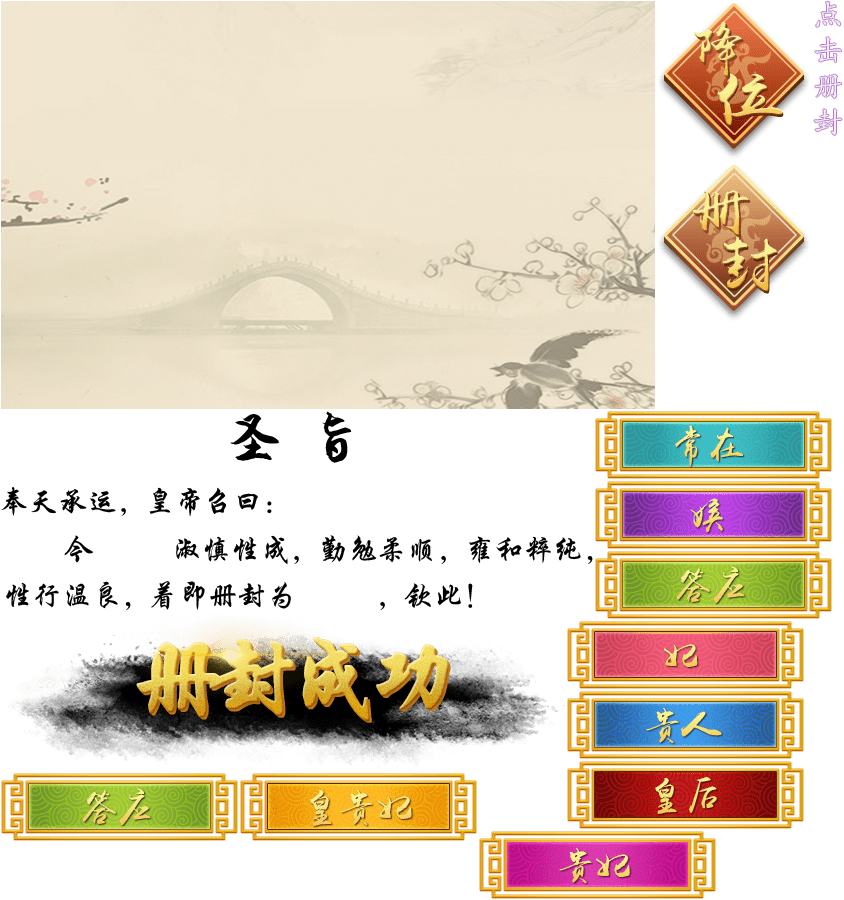 降位
点击册封
册封
圣 旨
奉天承运，皇帝召曰：
今 淑慎性成，勤勉柔顺，雍和粹纯，
性行温良，着即册封为 ，钦此！
常在
嫔
答应
妃
册封成功
贵人
皇后
答应
皇贵妃
贵妃